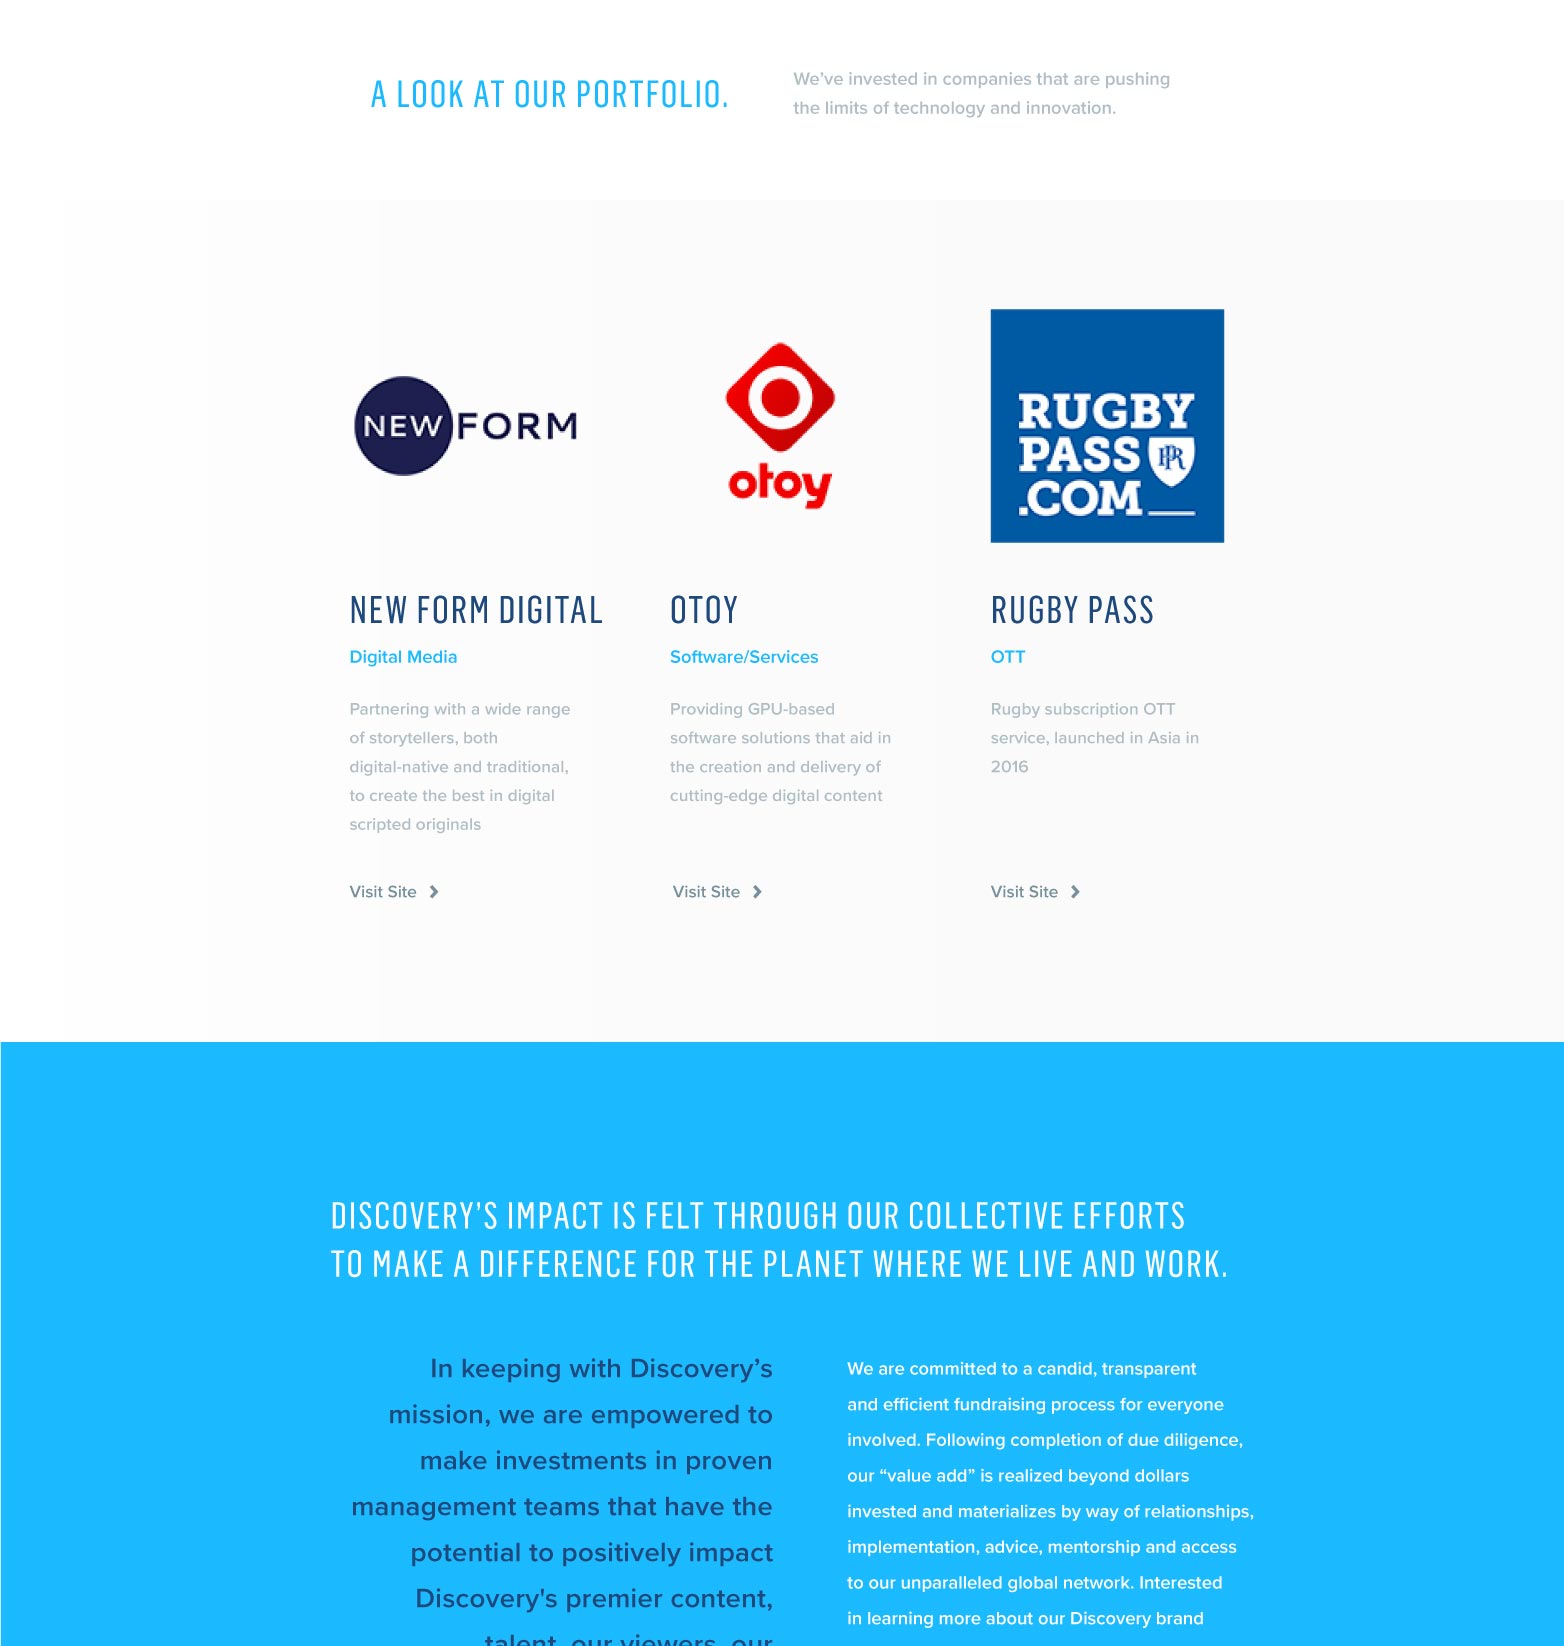 A LOOK AT OUR PORTFOLIO.
We’ve invested in companies that are pushing
the limits of technology and innovation.
NEW FORM
otoy
RUGBY
PASS PR
.COM
NEW FORM DIGITAL
Digital Media
Partnering with a wide range
of storytellers, both
digital-native and traditional,
to create the best in digital
scripted originals
Visit Site
OTOY
Software/Services
Providing GPU-based
software solutions that aid in
the creation and delivery of
cutting-edge digital content
Visit Site
RUGBY PASS
OTT
Rugby subscription OTT
service, launched in Asia in
2016
Visit Site
DISCOVERY’S IMPACT IS FELT THROUGH OUR COLLECTIVE EFFORTS
TO MAKE A DIFFERENCE FOR THE PLANET WHERE WE LIVE AND WORK.
In keeping with Discovery’s
mission, we are empowered to
make investments in proven
management teams that have the
potential to positively impact
Discovery's premier content,
talent, our viewers, our
We are committed to a candid, transparent
and efficient fundraising process for everyone
involved. Following completion of due diligence,
our “value add” is realized beyond dollars
invested and materializes by way of relationships,
implementation, advice, mentorship and access
to our unparalleled global network. Interested
in learning more about our Discovery brand